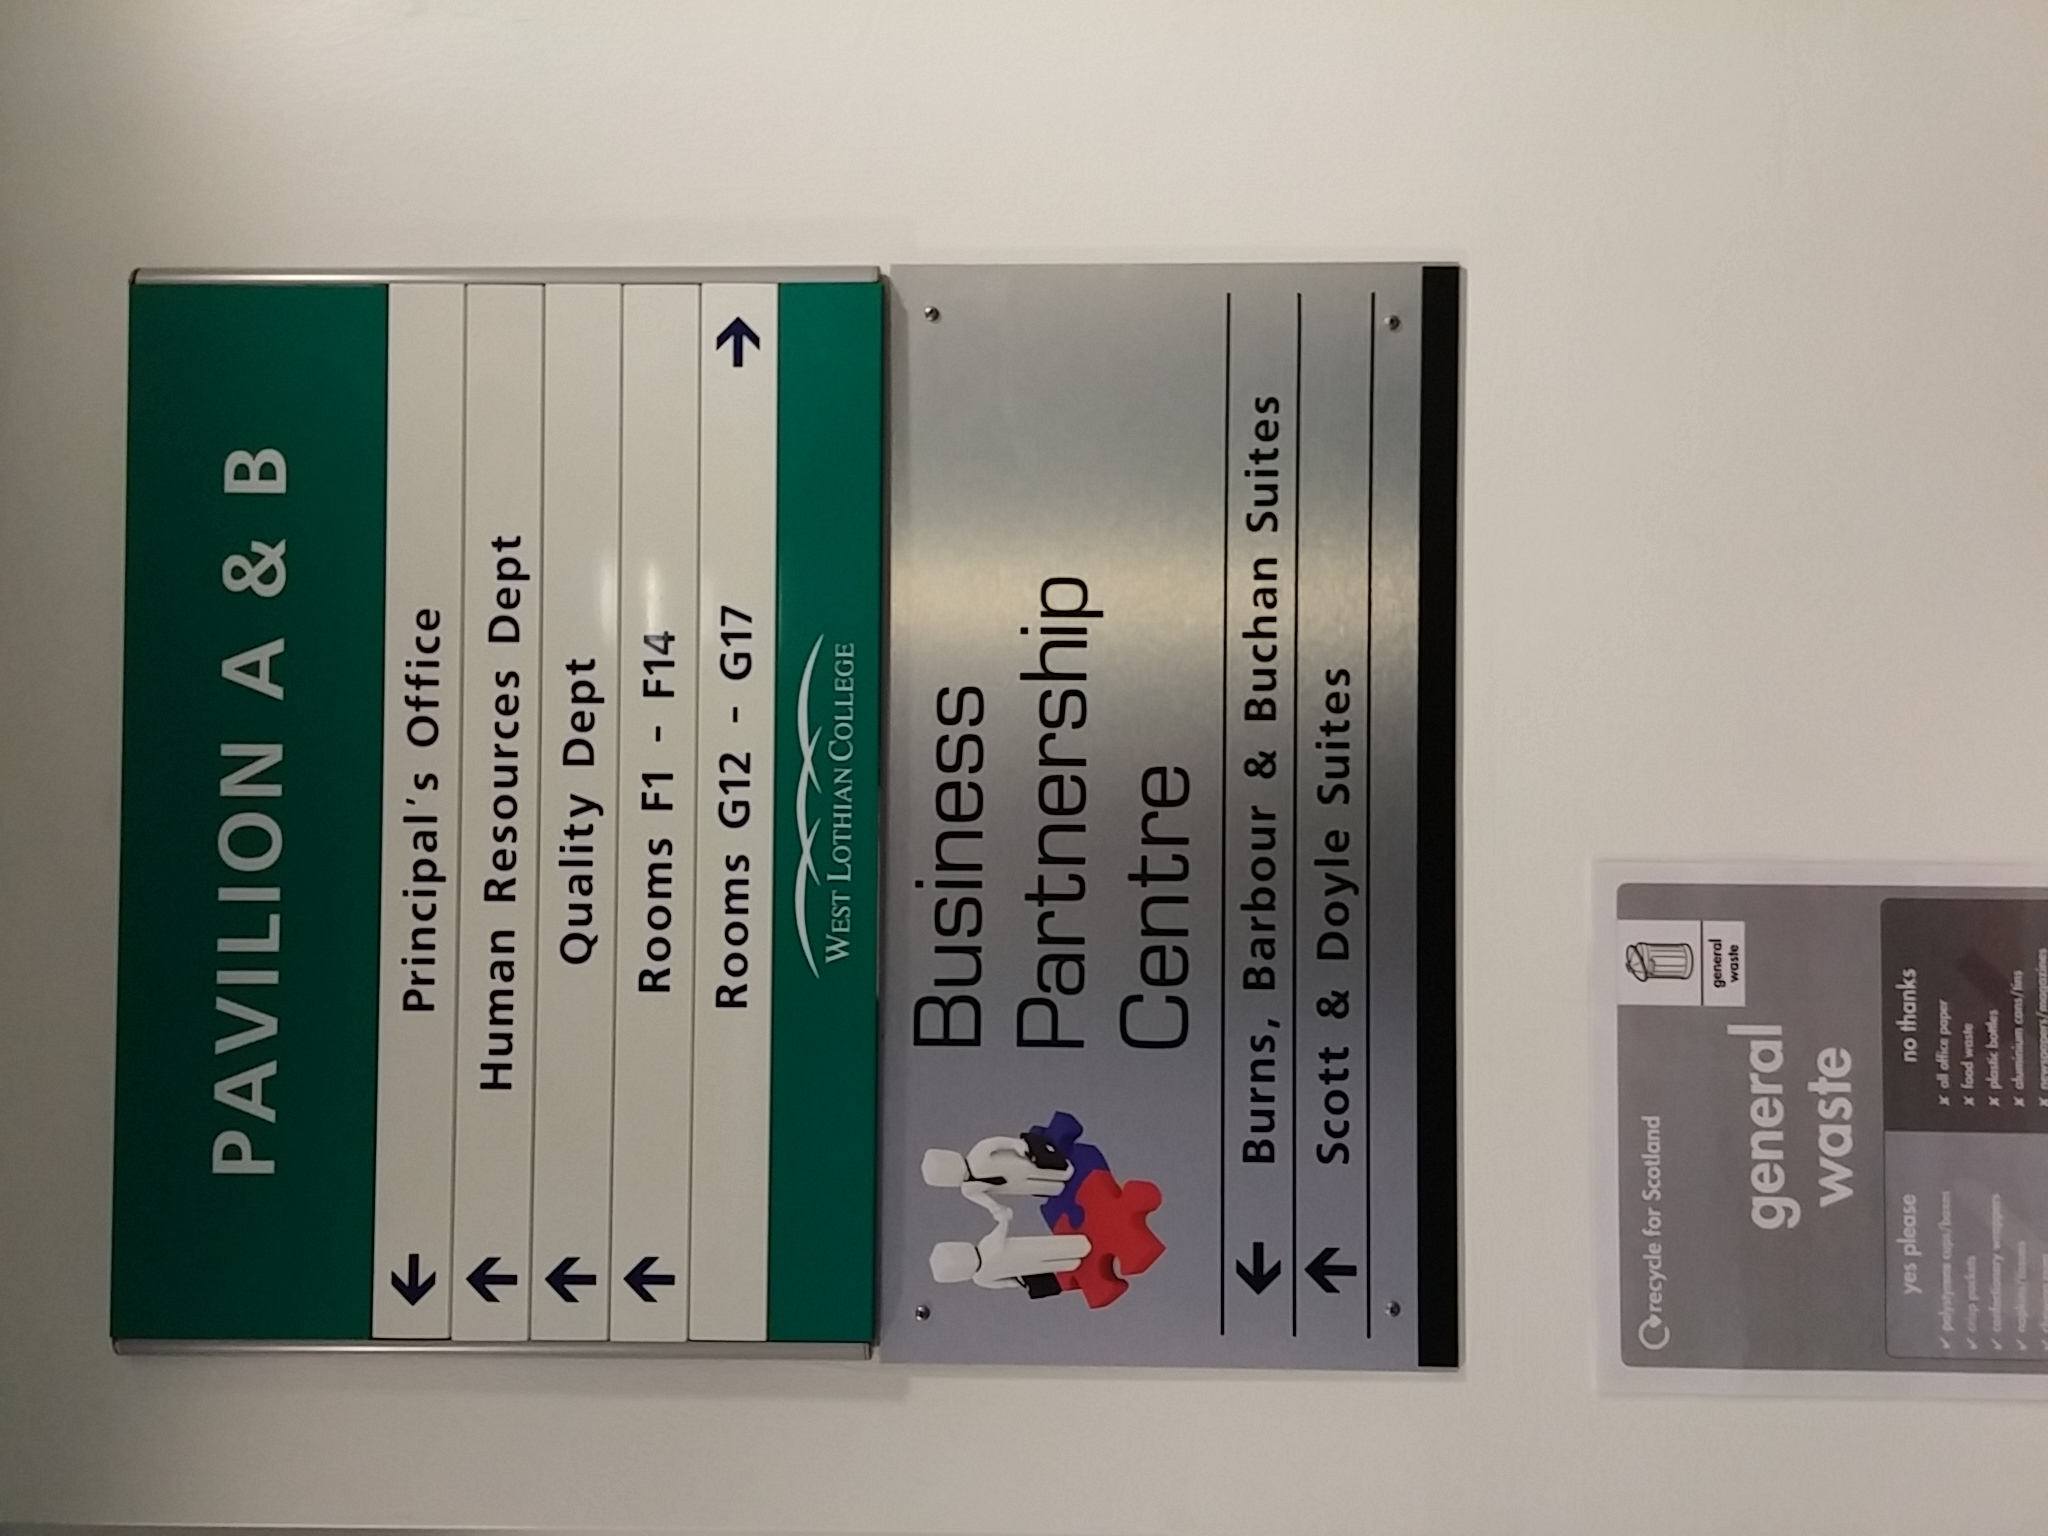 PAVILION A & B
Principal's Office
Human Resources Dept
Quality Dept
Rooms F1 - F14
Rooms G12 - G17
WEST LOTHIAN COLLEGE
Business
Partnership
Centre
Burns, Barbour & Buchan Suites
Scott & Doyle Suites
recycle for Scotland
general
waste
general
waste
yes please
no thanks
polystyrene cups/boxes
all office paper
crisp packets
food waste
confectionery wrappers
plastic bottles
napkins/tissues
aluminium cans/tins
newspapers/magazines